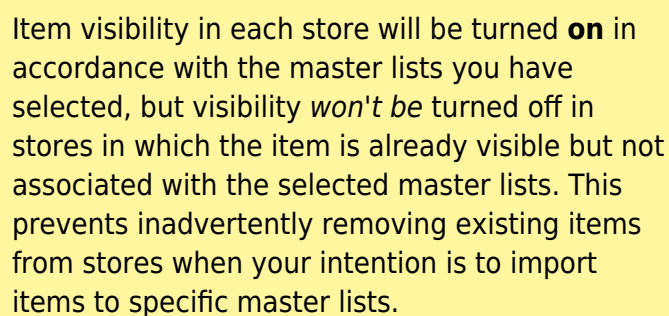 Item visibility in each store will be turned on in
accordance with the master lists you have
selected, but visibility won't be turned off in
stores in which the item is already visible but not
associated with the selected master lists. This
prevents inadvertently removing existing items
from stores when your intention is to import
items to specific master lists.